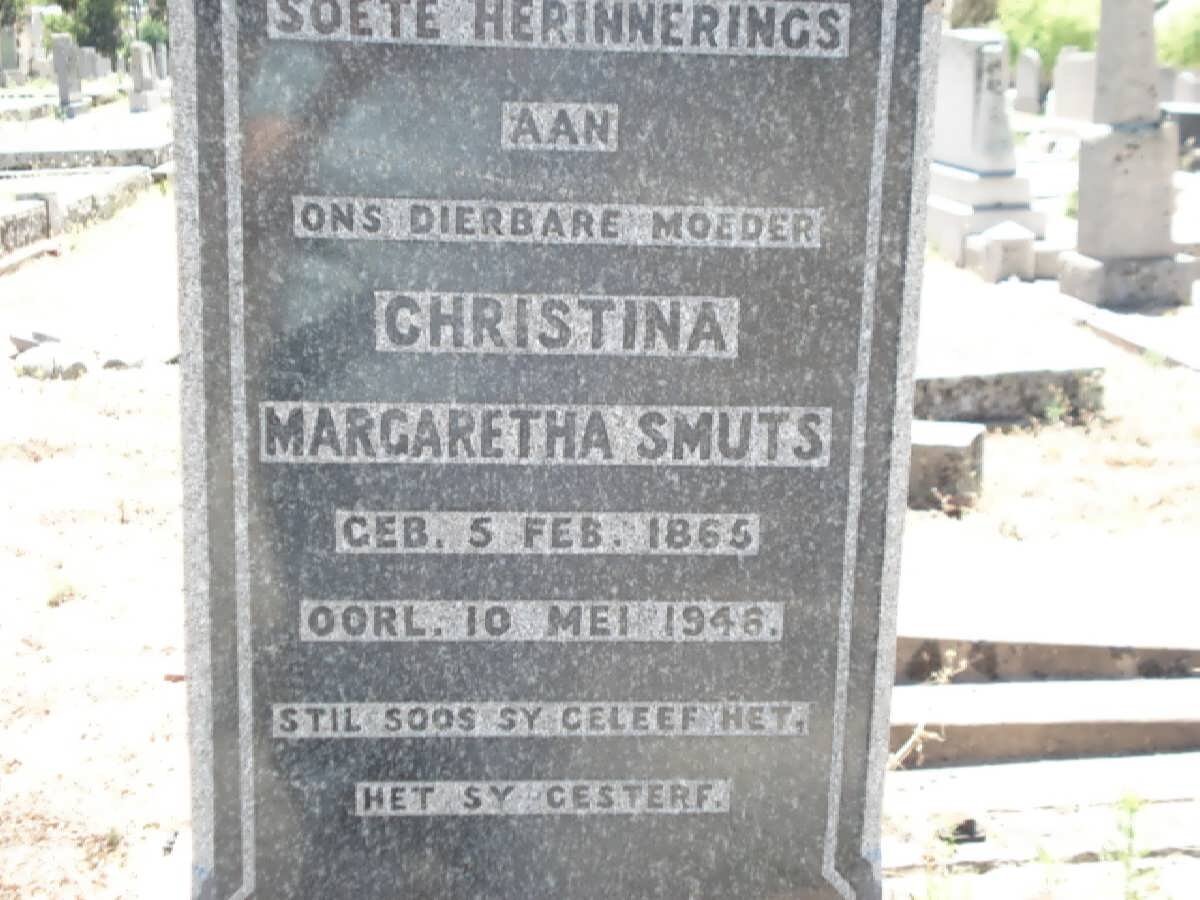 SOETE HERINNERINGS
AAN
ONS DIERBARE MOEDER
CHRISTINA
MARGARETHA SMUTS
GEB. 5 FEB. 1865
OORL. 10 MEI 1946.
STIL SOOS SY GELEEF HET,
HET SY GESTERF.